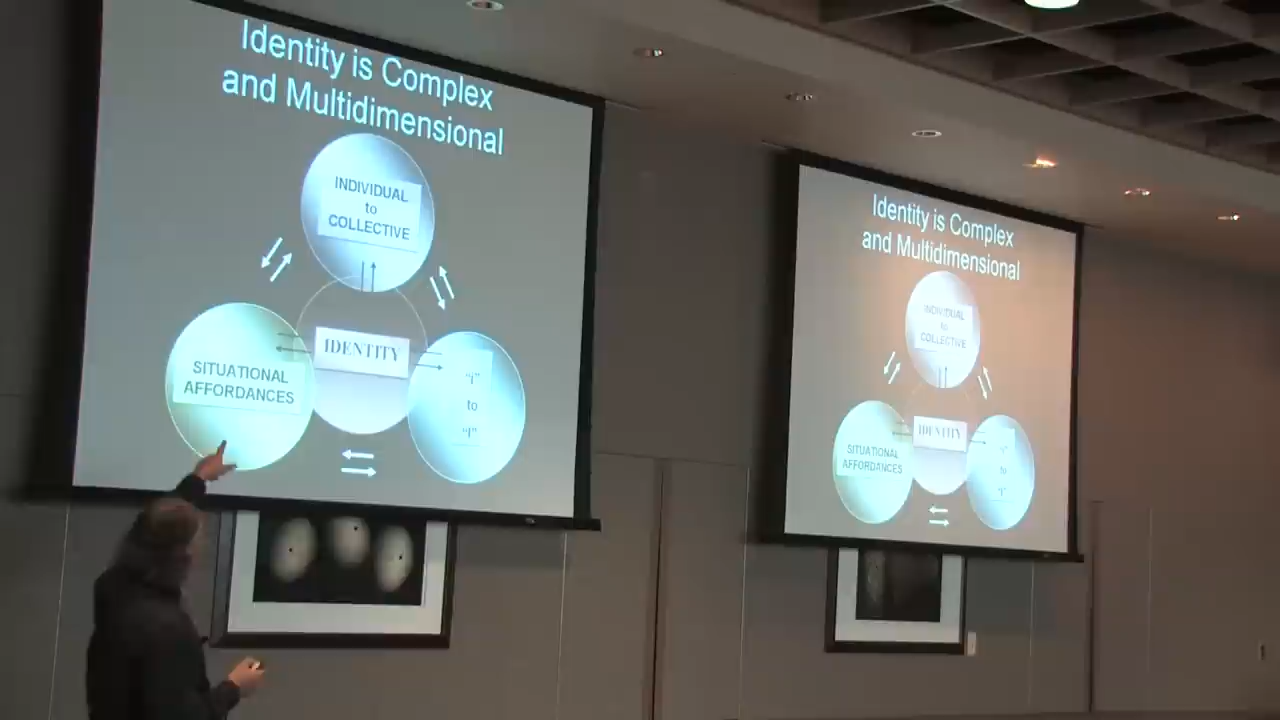 Identity is Complex
and Multidimensional
INDIVIDUAL
to
COLLECTIVE
IDENTITY
SITUATIONAL
AFFORDANCES
"i"
to
"I"
Identity is Complex
and Multidimensional
INDIVIDUAL
to
COLLECTIVE
IDENTITY
SITUATIONAL
AFFORDANCES
"i"
to
"I"